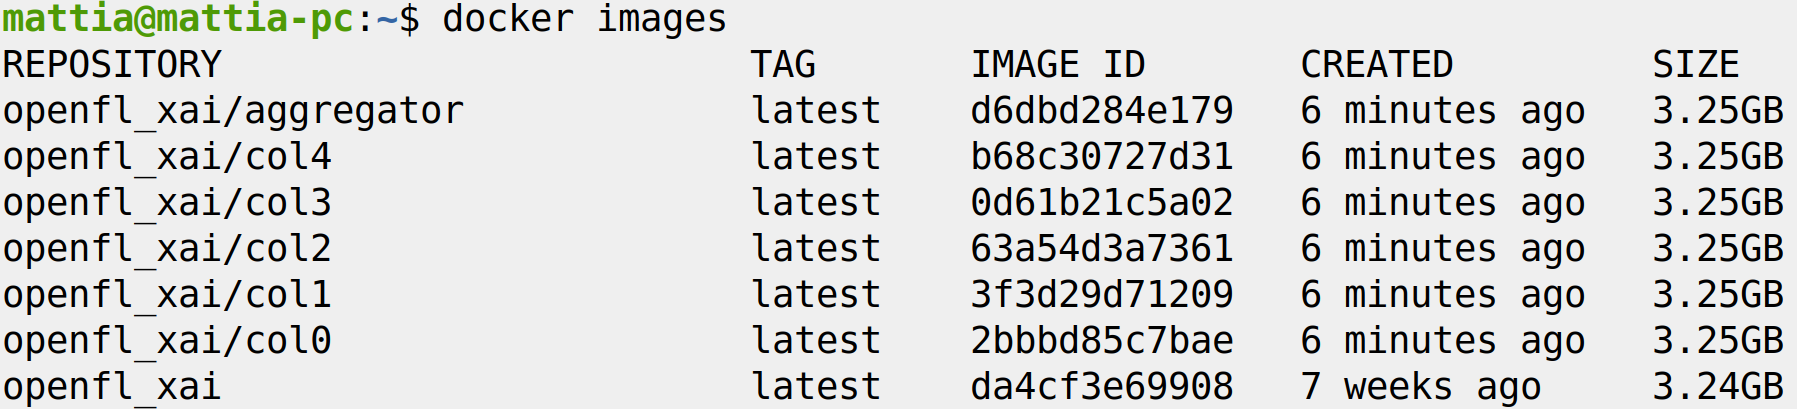 mattia@mattia-pc:~$ docker images
REPOSITORY TAG IMAGE ID CREATED SIZE
openfl_xai/aggregator latest d6dbd284e179 6 minutes ago 3.25GB
openfl_xai/col4 latest b68c30727d31 6 minutes ago 3.25GB
openfl_xai/col3 latest 0d61b21c5a02 6 minutes ago 3.25GB
openfl_xai/col2 latest 63a54d3a7361 6 minutes ago 3.25GB
openfl_xai/col1 latest 3f3d29d71209 6 minutes ago 3.25GB
openfl_xai/col0 latest 2bbbd85c7bae 6 minutes ago 3.25GB
openfl_xai latest da4cf3e69908 7 weeks ago 3.24GB